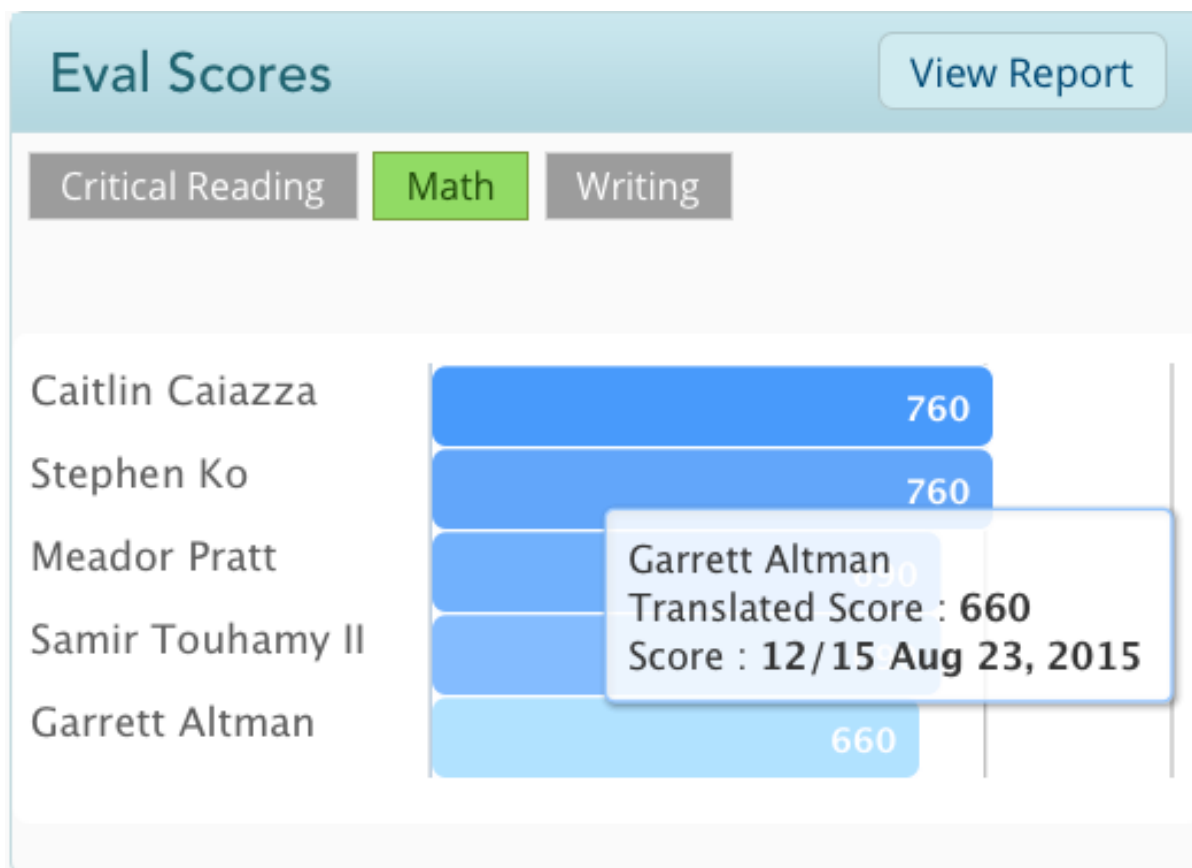 Eval Scores
View Report
Critical Reading
Math
Writing
Caitlin Caiazza
760
Stephen Ko
760
Meador Pratt
690
Samir Touhamy II
Garrett Altman
660
Garrett Altman
Translated Score : 660
Score : 12/15 Aug 23, 2015